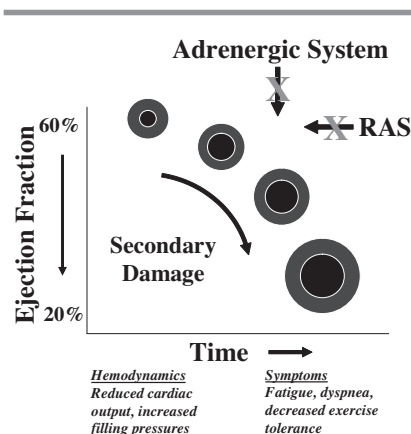 Adrenergic System
X
60%
X RAS
Ejection Fraction
Secondary
Damage
20%
Time
Hemodynamics
Reduced cardiac
output, increased
filling pressures
Symptoms
Fatigue, dyspnea,
decreased exercise
tolerance